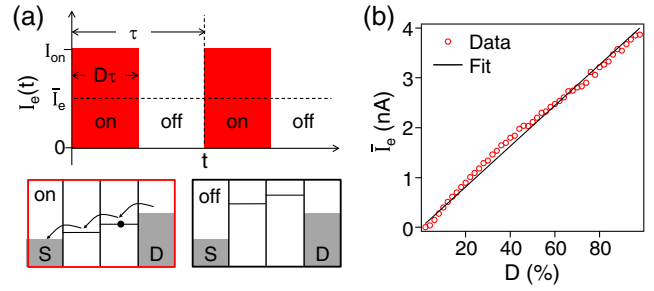 (a)
τ
I_on
Dτ
I_e(t)
Ī_e
on off on off
0
t
on
S D
off
D
(b)
4
Data
Fit
3
2
1
0
Ī_e (nA)
20 40 60 80
D (%)